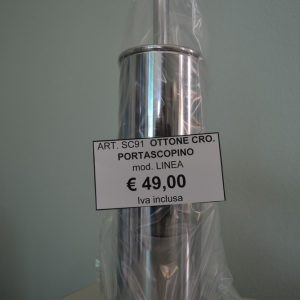 ART. SC91 OTTONE CRO.
PORTASCOPINO
mod. LINEA
€ 49,00
Iva inclusa